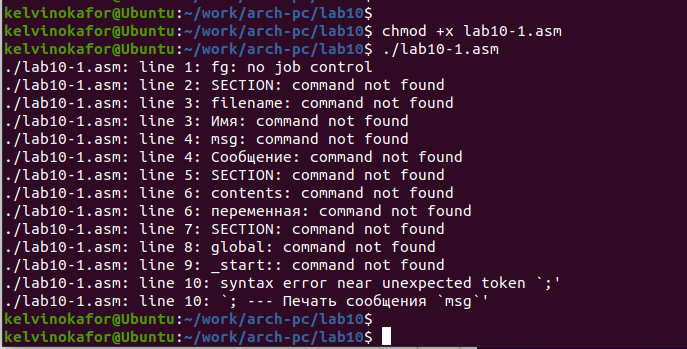 kelvinokafor@Ubuntu:~/work/arch-pc/lab10$
kelvinokafor@Ubuntu:~/work/arch-pc/lab10$ chmod +x lab10-1.asm
kelvinokafor@Ubuntu:~/work/arch-pc/lab10$ ./lab10-1.asm
./lab10-1.asm: line 1: fg: no job control
./lab10-1.asm: line 2: SECTION: command not found
./lab10-1.asm: line 3: filename: command not found
./lab10-1.asm: line 3: Имя: command not found
./lab10-1.asm: line 4: msg: command not found
./lab10-1.asm: line 4: Сообщение: command not found
./lab10-1.asm: line 5: SECTION: command not found
./lab10-1.asm: line 6: contents: command not found
./lab10-1.asm: line 6: переменная: command not found
./lab10-1.asm: line 7: SECTION: command not found
./lab10-1.asm: line 8: global: command not found
./lab10-1.asm: line 9: _start:: command not found
./lab10-1.asm: line 10: syntax error near unexpected token `;'
./lab10-1.asm: line 10: `; --- Печать сообщения `msg`'
kelvinokafor@Ubuntu:~/work/arch-pc/lab10$
kelvinokafor@Ubuntu:~/work/arch-pc/lab10$